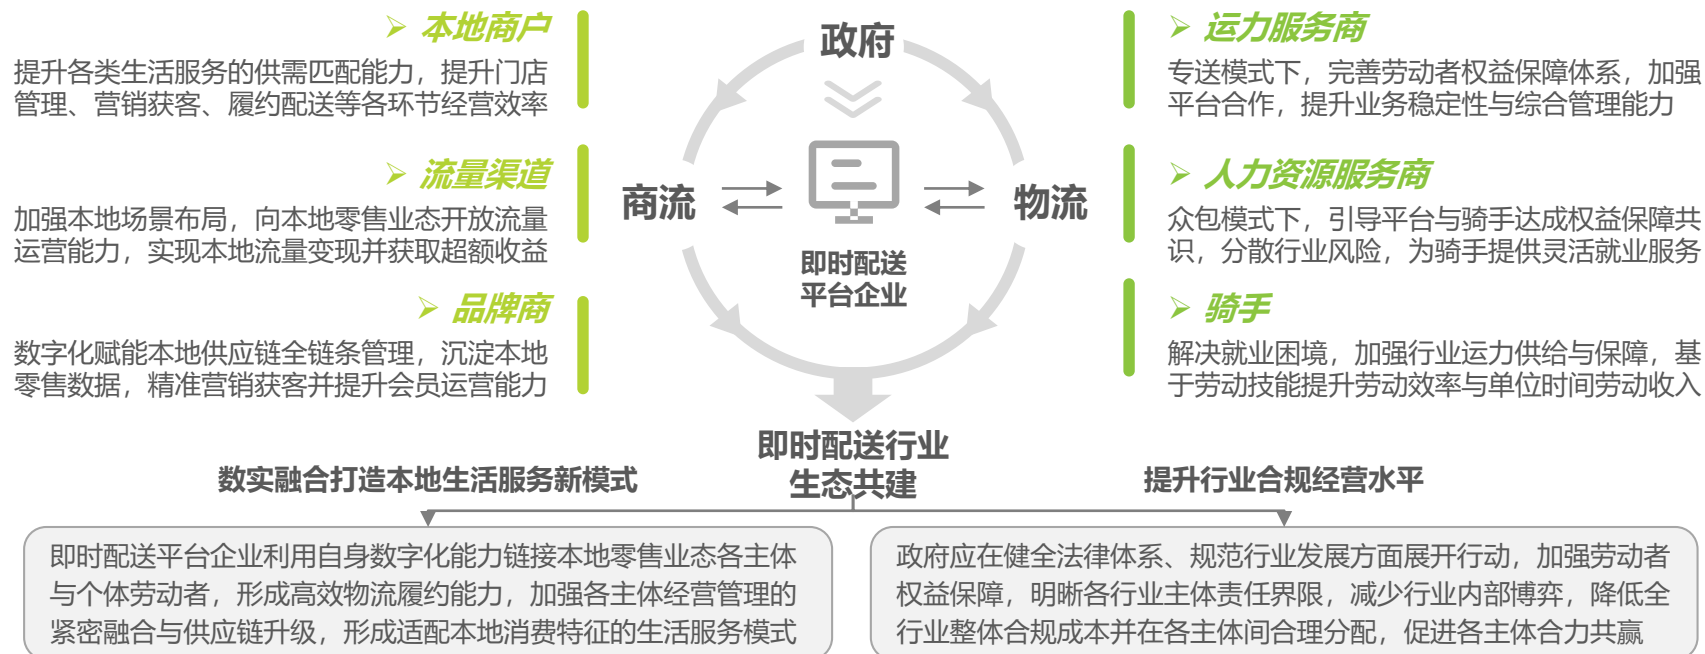 本地商户
提升各类生活服务的供需匹配能力，提升门店
管理、营销获客、履约配送等各环节经营效率
流量渠道
加强本地场景布局，向本地零售业态开放流量
运营能力，实现本地流量变现并获取超额收益
品牌商
数字化赋能本地供应链全链条管理，沉淀本地
零售数据，精准营销获客并提升会员运营能力
政府
商流
物流
即时配送
平台企业
运力服务商
专送模式下，完善劳动者权益保障体系，加强
平台合作，提升业务稳定性与综合管理能力
人力资源服务商
众包模式下，引导平台与骑手达成权益保障共
识，分散行业风险，为骑手提供灵活就业服务
骑手
解决就业困境，加强行业运力供给与保障，基
于劳动技能提升劳动效率与单位时间劳动收入
即时配送行业
生态共建
数实融合打造本地生活服务新模式
即时配送平台企业利用自身数字化能力链接本地零售业态各主体
与个体劳动者，形成高效物流履约能力，加强各主体经营管理的
紧密融合与供应链升级，形成适配本地消费特征的生活服务模式
提升行业合规经营水平
政府应在健全法律体系、规范行业发展方面展开行动，加强劳动者
权益保障，明晰各行业主体责任界限，减少行业内部博弈，降低全
行业整体合规成本并在各主体间合理分配，促进各主体合力共赢